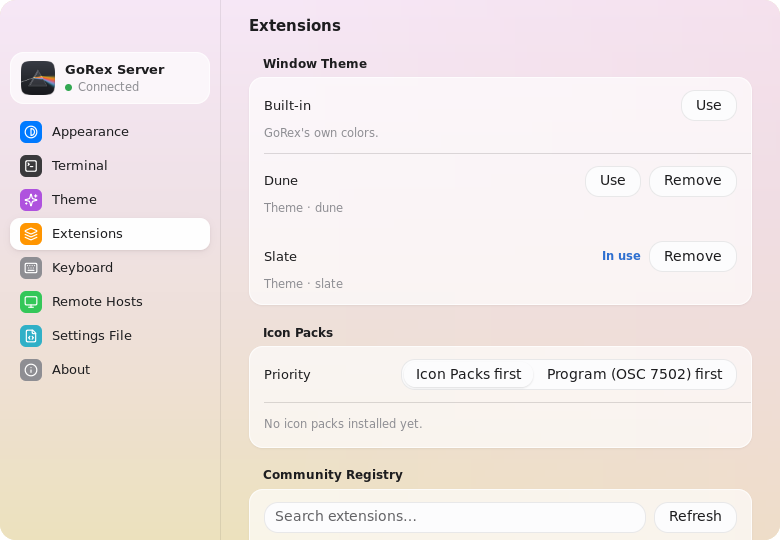 Extensions
GoRex Server
Connected
Appearance
Terminal
Theme
Extensions
Keyboard
Remote Hosts
Settings File
About
Window Theme
Built-in
Use
GoRex's own colors.
Dune
Use
Remove
Theme · dune
Slate
In use
Remove
Theme · slate
Icon Packs
Priority
Icon Packs first
Program (OSC 7502) first
No icon packs installed yet.
Community Registry
Search extensions...
Refresh